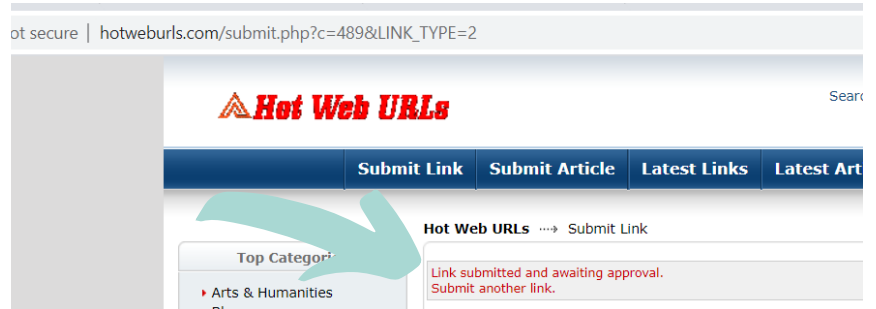 ot secure | hotweburls.com/submit.php?c=489&LINK_TYPE=2
Hot Web URLs
Submit Link Submit Article Latest Links Latest Art
Hot Web URLs ····› Submit Link
Top Categori
Link submitted and awaiting approval.
Submit another link.
Arts & Humanities